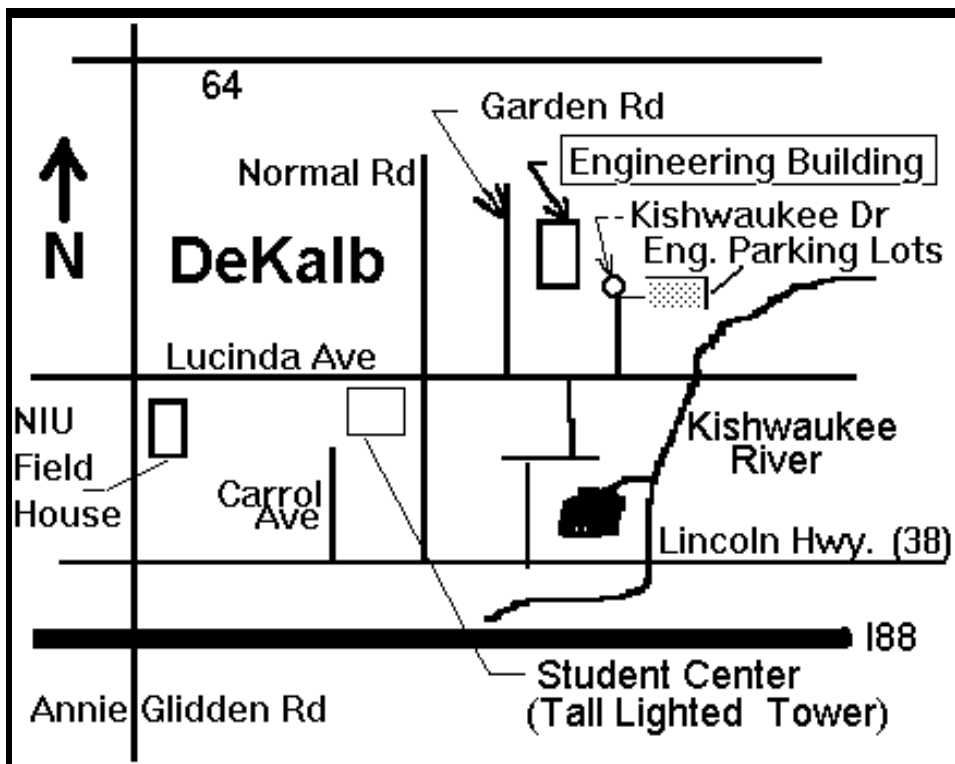 64
Garden Rd
Normal Rd
Engineering Building
N
DeKalb
Kishwaukee Dr
Eng. Parking Lots
Lucinda Ave
NIU
Field
House
Carrol
Ave
Kishwaukee
River
Lincoln Hwy. (38)
I88
Student Center
(Tall Lighted Tower)
Annie Glidden Rd